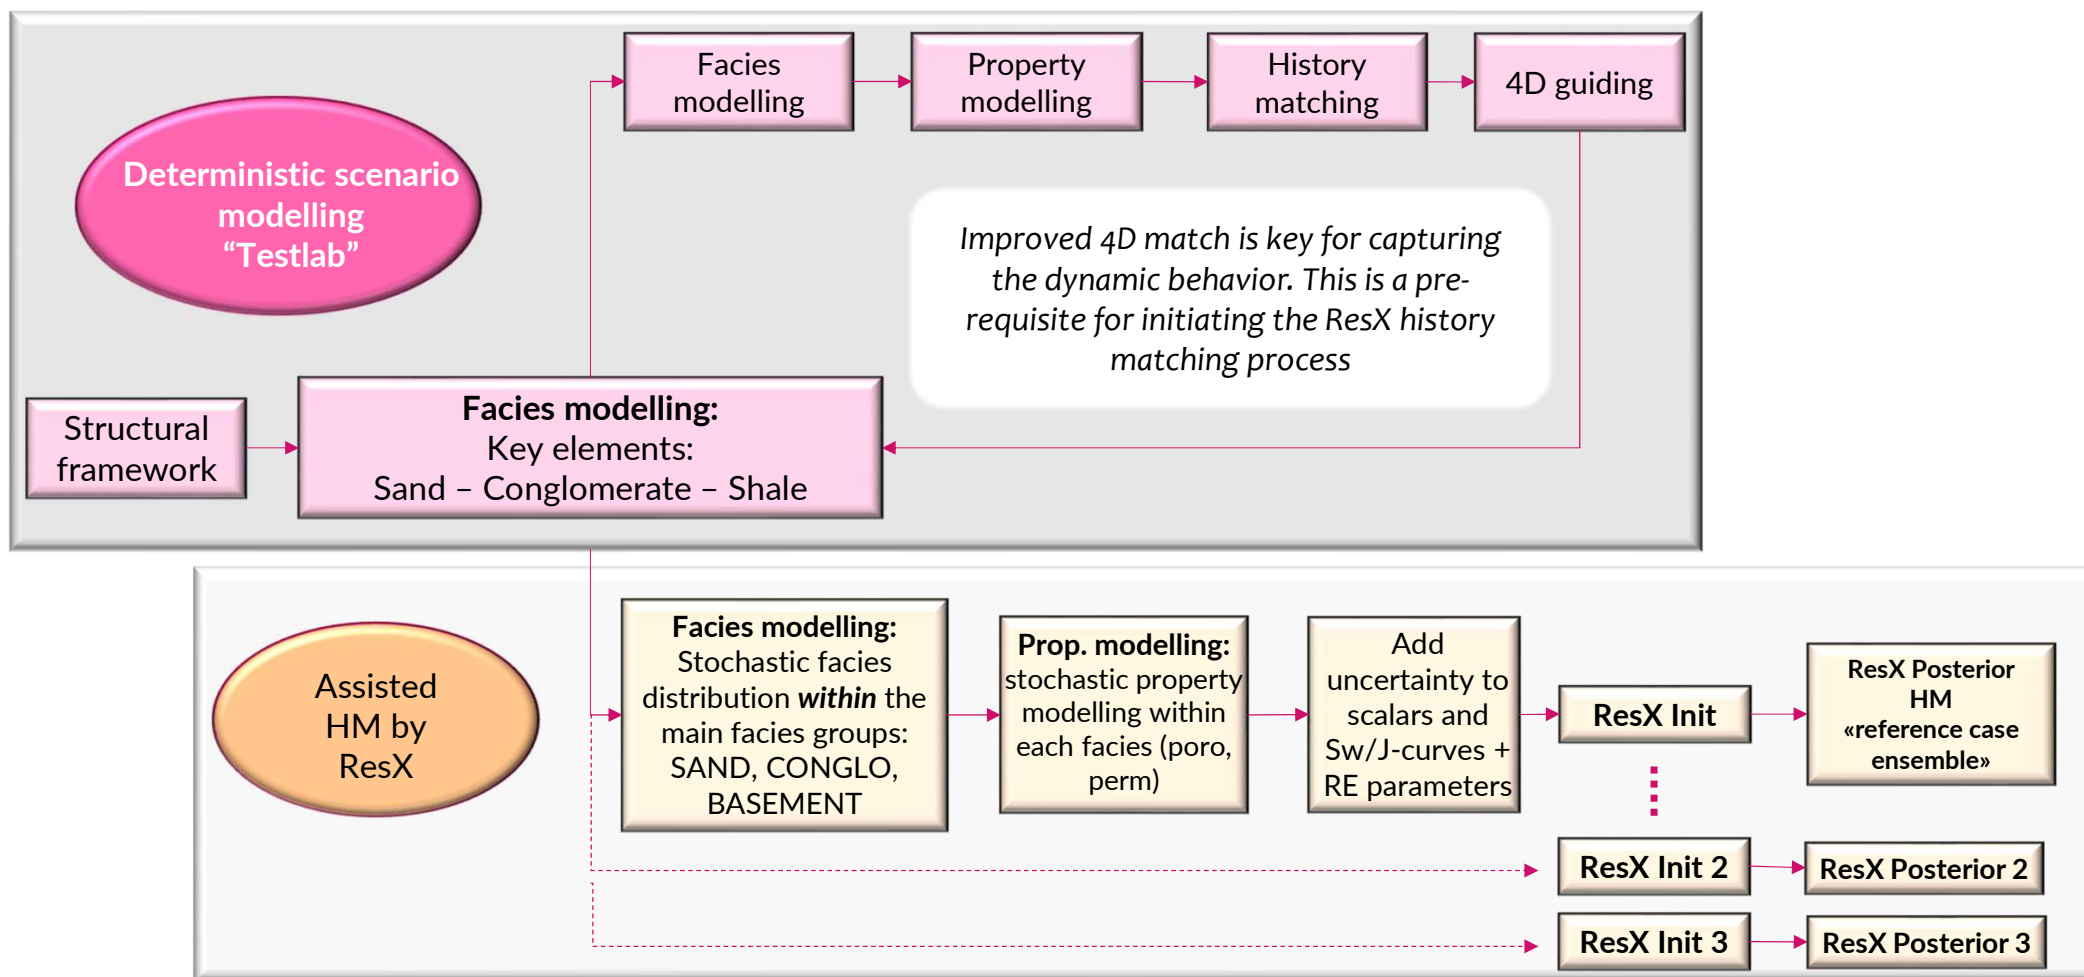 Facies
modelling
Property
modelling
History
matching
4D guiding
Deterministic scenario
modelling
“Testlab”
Improved 4D match is key for capturing
the dynamic behavior. This is a pre-
requisite for initiating the ResX history
matching process
Structural
framework
Facies modelling:
Key elements:
Sand – Conglomerate – Shale
Assisted
HM by
ResX
Facies modelling:
Stochastic facies
distribution within the
main facies groups:
SAND, CONGLO,
BASEMENT
Prop. modelling:
stochastic property
modelling within
each facies (poro,
perm)
Add
uncertainty to
scalars and
Sw/J-curves +
RE parameters
ResX Init
ResX Posterior
HM
«reference case
ensemble»
ResX Init 2
ResX Posterior 2
ResX Init 3
ResX Posterior 3